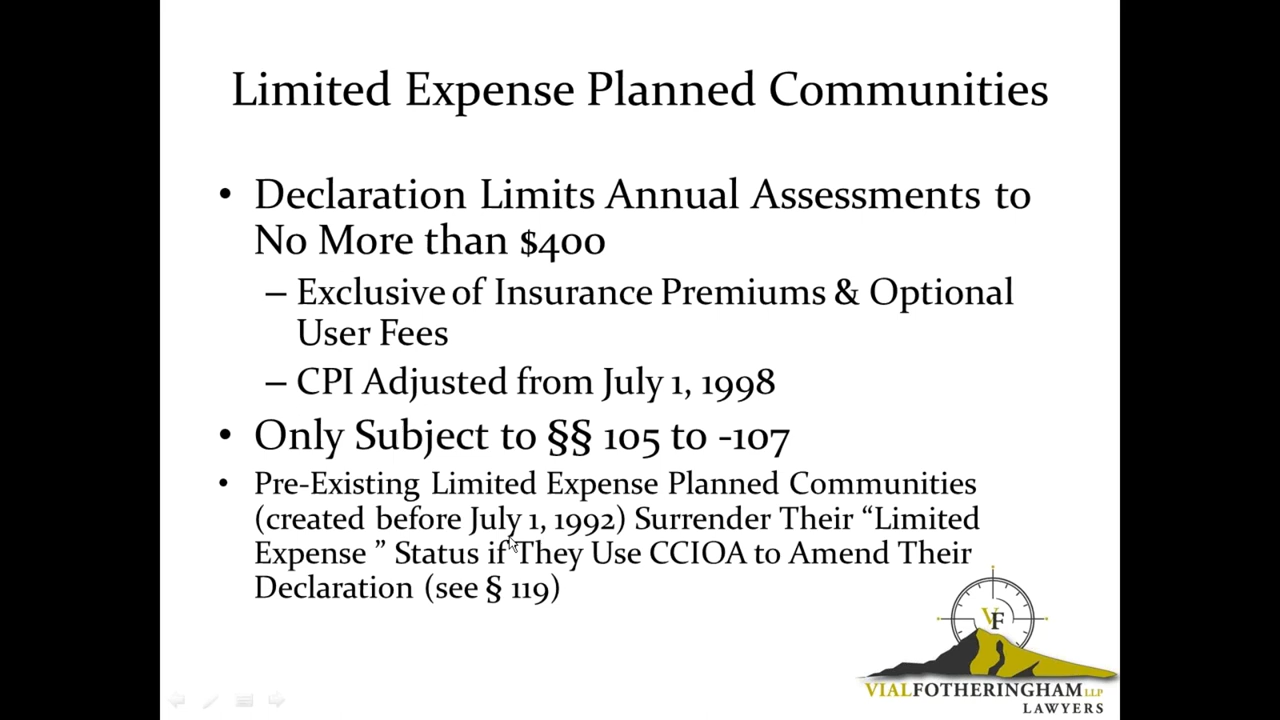 Limited Expense Planned Communities
• Declaration Limits Annual Assessments to
No More than $400
– Exclusive of Insurance Premiums & Optional
User Fees
– CPI Adjusted from July 1, 1998
• Only Subject to §§ 105 to -107
• Pre-Existing Limited Expense Planned Communities
(created before July 1, 1992) Surrender Their “Limited
Expense ” Status if They Use CCIOA to Amend Their
Declaration (see § 119)
VF
VIALFOTHERINGHAM LLP
LAWYERS